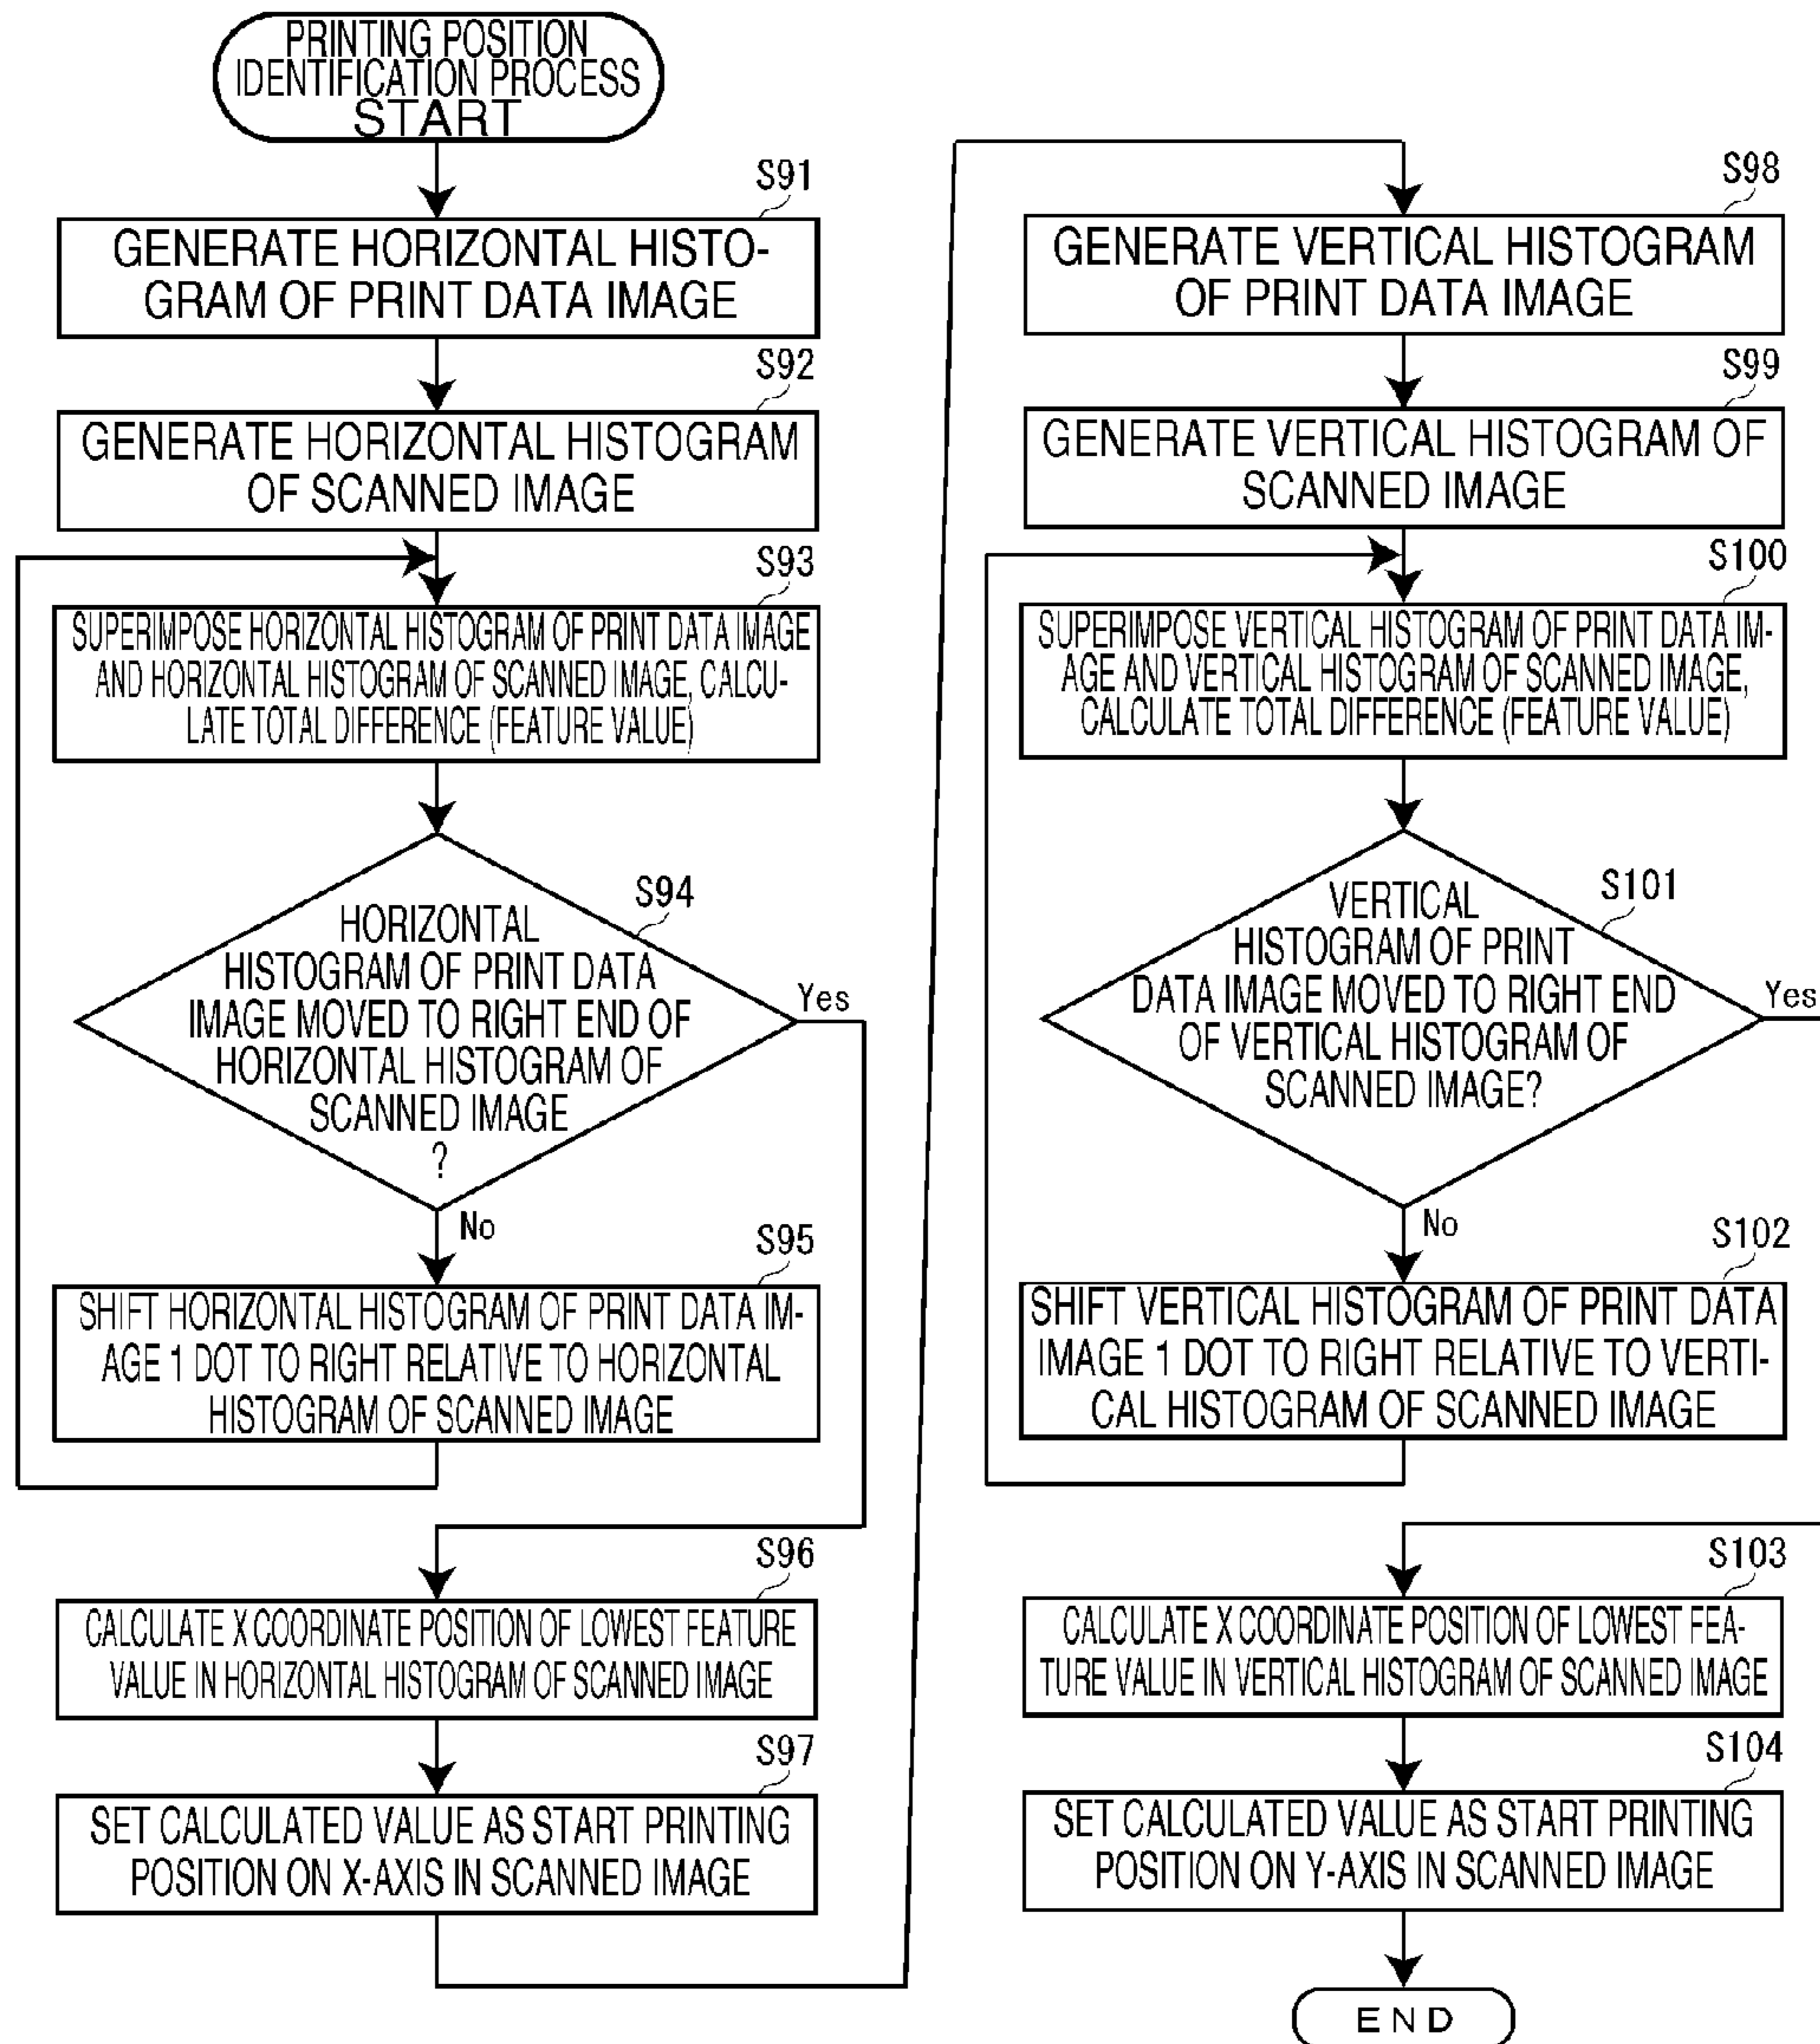 PRINTING POSITION
IDENTIFICATION PROCESS
START
S91
GENERATE HORIZONTAL HISTO-
GRAM OF PRINT DATA IMAGE
S92
GENERATE HORIZONTAL HISTOGRAM
OF SCANNED IMAGE
S93
SUPERIMPOSE HORIZONTAL HISTOGRAM OF PRINT DATA IMAGE
AND HORIZONTAL HISTOGRAM OF SCANNED IMAGE, CALCU-
LATE TOTAL DIFFERENCE (FEATURE VALUE)
S94
HORIZONTAL
HISTOGRAM OF PRINT DATA
IMAGE MOVED TO RIGHT END OF
HORIZONTAL HISTOGRAM OF
SCANNED IMAGE
?
Yes
No
S95
SHIFT HORIZONTAL HISTOGRAM OF PRINT DATA IM-
AGE 1 DOT TO RIGHT RELATIVE TO HORIZONTAL
HISTOGRAM OF SCANNED IMAGE
S96
CALCULATE X COORDINATE POSITION OF LOWEST FEATURE
VALUE IN HORIZONTAL HISTOGRAM OF SCANNED IMAGE
S97
SET CALCULATED VALUE AS START PRINTING
POSITION ON X-AXIS IN SCANNED IMAGE
S98
GENERATE VERTICAL HISTOGRAM
OF PRINT DATA IMAGE
S99
GENERATE VERTICAL HISTOGRAM OF
SCANNED IMAGE
S100
SUPERIMPOSE VERTICAL HISTOGRAM OF PRINT DATA IM-
AGE AND VERTICAL HISTOGRAM OF SCANNED IMAGE,
CALCULATE TOTAL DIFFERENCE (FEATURE VALUE)
S101
VERTICAL
HISTOGRAM OF PRINT
DATA IMAGE MOVED TO RIGHT END
OF VERTICAL HISTOGRAM OF
SCANNED IMAGE?
Yes
No
S102
SHIFT VERTICAL HISTOGRAM OF PRINT DATA
IMAGE 1 DOT TO RIGHT RELATIVE TO VERTI-
CAL HISTOGRAM OF SCANNED IMAGE
S103
CALCULATE X COORDINATE POSITION OF LOWEST FEA-
TURE VALUE IN VERTICAL HISTOGRAM OF SCANNED IMAGE
S104
SET CALCULATED VALUE AS START PRINTING
POSITION ON Y-AXIS IN SCANNED IMAGE
END